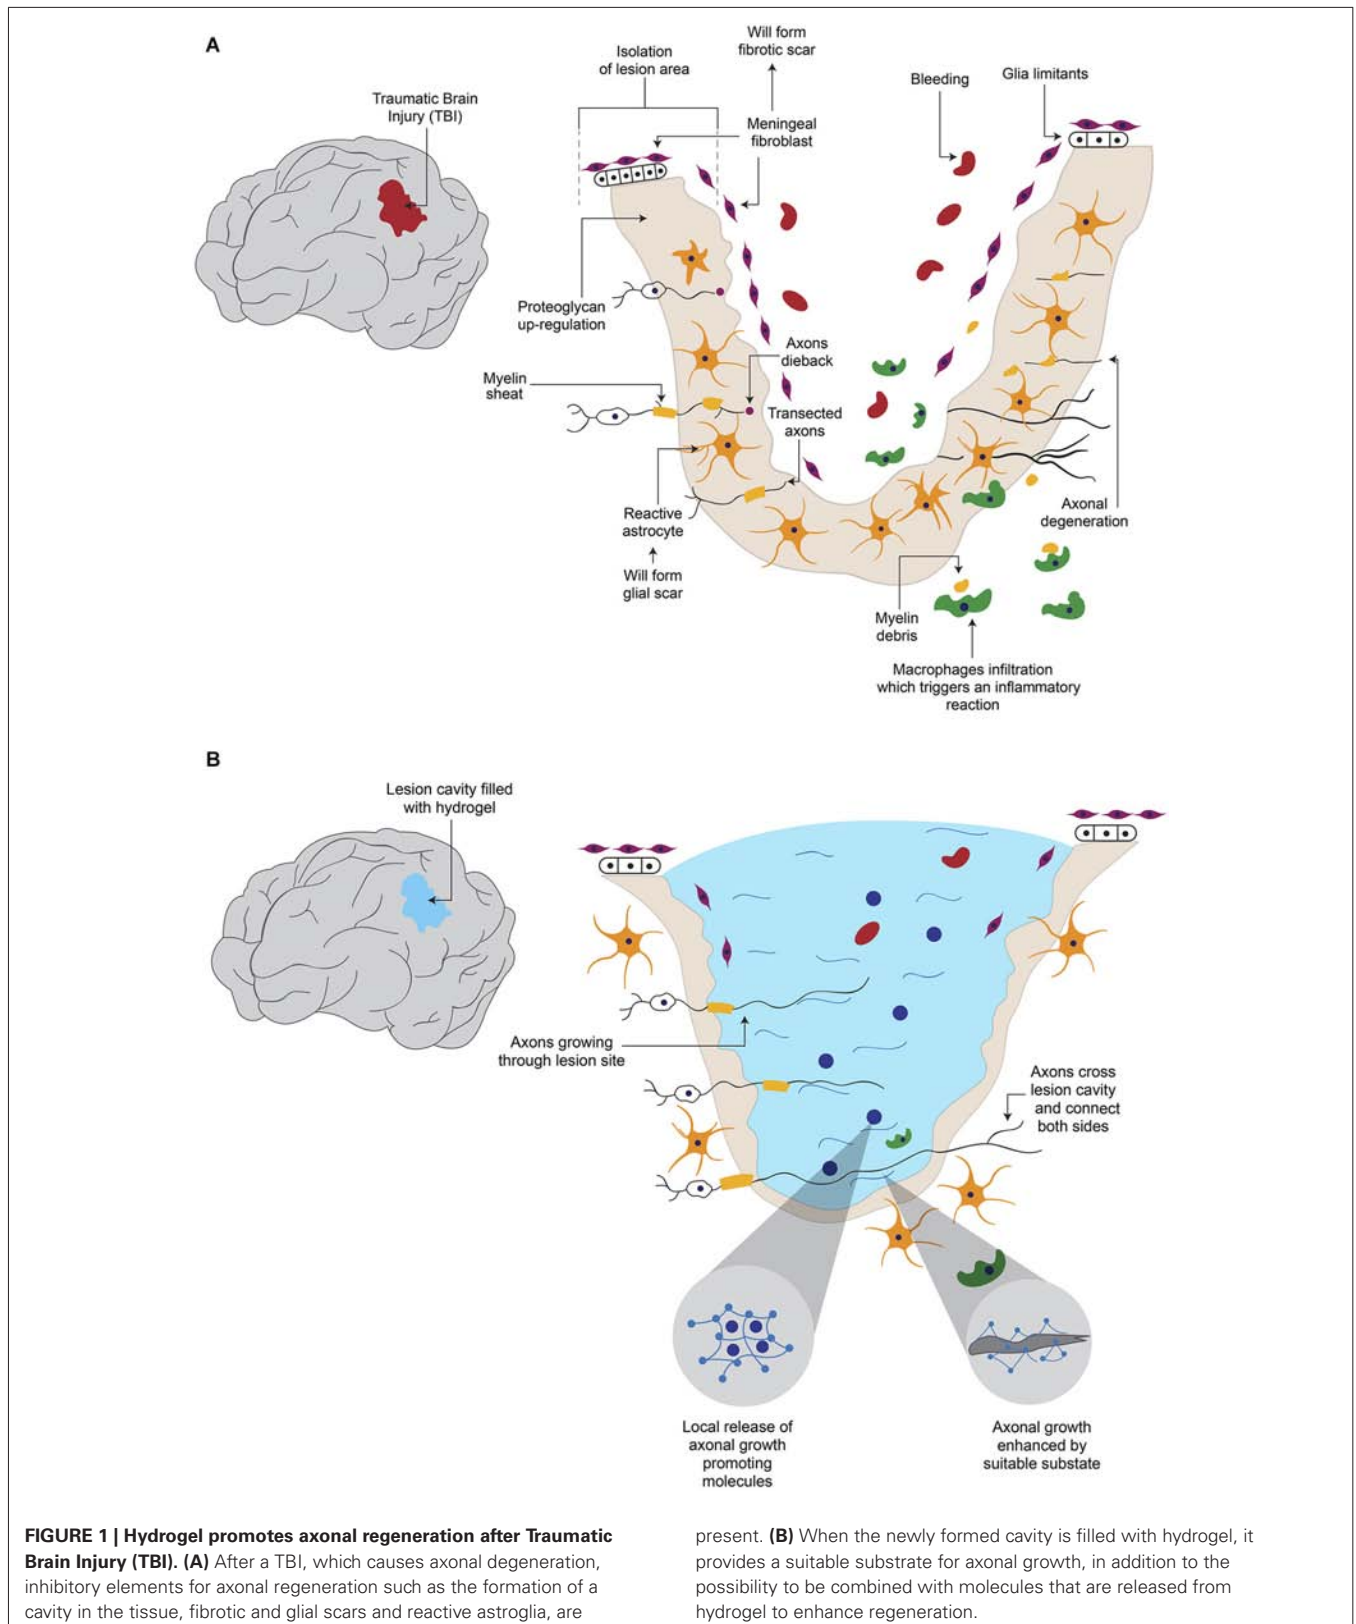 A
Traumatic Brain
Injury (TBI)
Isolation
of lesion area
Will form
fibrotic scar
Meningeal
fibroblast
Bleeding
Glia limitants
Proteoglycan
up-regulation
Axons
dieback
Myelin
sheat
Transected
axons
Reactive
astrocyte
Will form
glial scar
Axonal
degeneration
Myelin
debris
Macrophages infiltration
which triggers an inflammatory
reaction
B
Lesion cavity filled
with hydrogel
Axons growing
through lesion site
Axons cross
lesion cavity
and connect
both sides
Local release of
axonal growth
promoting
molecules
Axonal growth
enhanced by
suitable substate
FIGURE 1 | Hydrogel promotes axonal regeneration after Traumatic
Brain Injury (TBI). (A) After a TBI, which causes axonal degeneration,
inhibitory elements for axonal regeneration such as the formation of a
cavity in the tissue, fibrotic and glial scars and reactive astroglia, are
present. (B) When the newly formed cavity is filled with hydrogel, it
provides a suitable substrate for axonal growth, in addition to the
possibility to be combined with molecules that are released from
hydrogel to enhance regeneration.